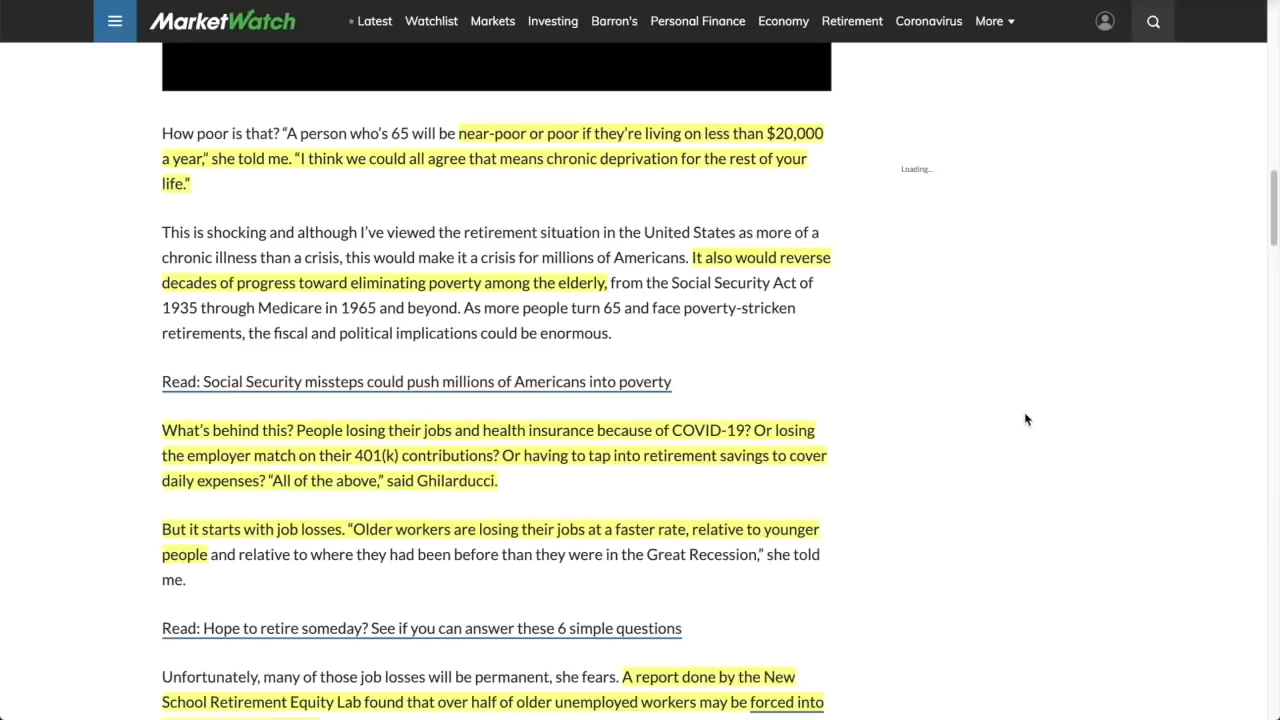 MarketWatch
Latest Watchlist Markets Investing Barron's Personal Finance Economy Retirement Coronavirus More
How poor is that? “A person who’s 65 will be near-poor or poor if they’re living on less than $20,000
a year,” she told me. “I think we could all agree that means chronic deprivation for the rest of your
life.”
Loading...
This is shocking and although I’ve viewed the retirement situation in the United States as more of a
chronic illness than a crisis, this would make it a crisis for millions of Americans. It also would reverse
decades of progress toward eliminating poverty among the elderly, from the Social Security Act of
1935 through Medicare in 1965 and beyond. As more people turn 65 and face poverty-stricken
retirements, the fiscal and political implications could be enormous.
Read: Social Security missteps could push millions of Americans into poverty
What’s behind this? People losing their jobs and health insurance because of COVID-19? Or losing
the employer match on their 401(k) contributions? Or having to tap into retirement savings to cover
daily expenses? “All of the above,” said Ghilarducci.
But it starts with job losses. “Older workers are losing their jobs at a faster rate, relative to younger
people and relative to where they had been before than they were in the Great Recession,” she told
me.
Read: Hope to retire someday? See if you can answer these 6 simple questions
Unfortunately, many of those job losses will be permanent, she fears. A report done by the New
School Retirement Equity Lab found that over half of older unemployed workers may be forced into